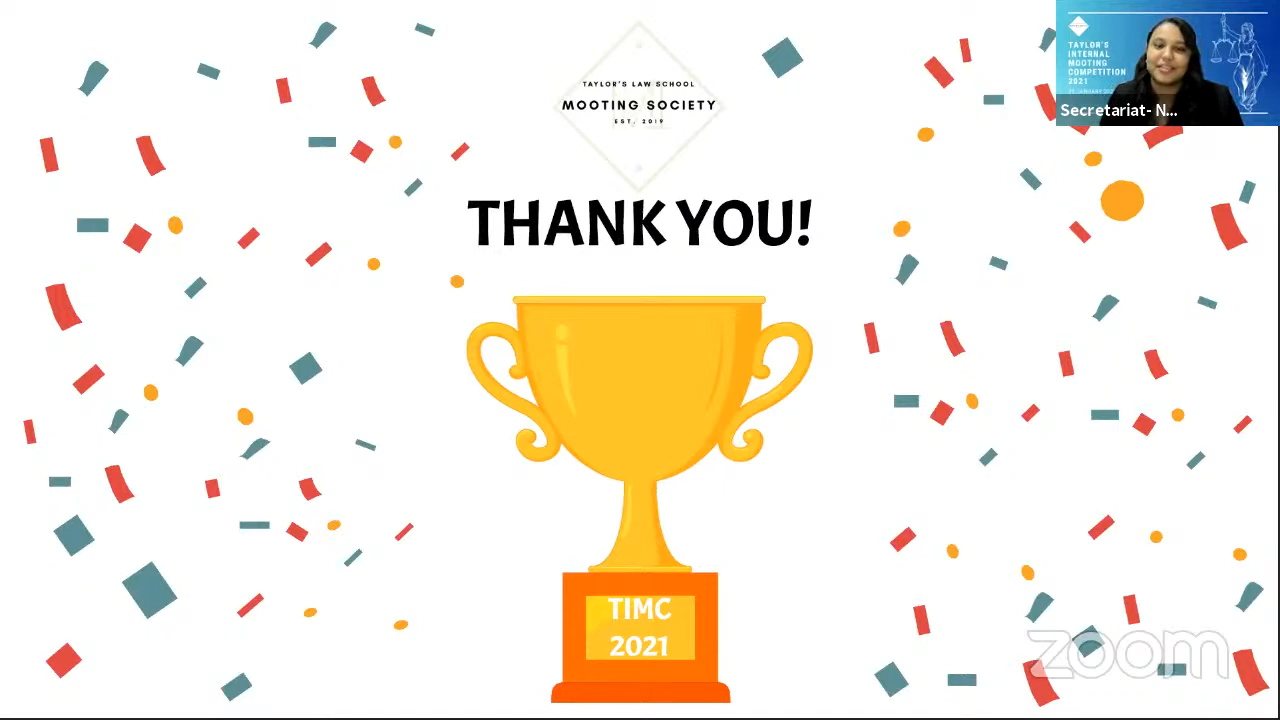 TAYLOR'S LAW SCHOOL
MOOTING SOCIETY
EST. 2019
THANK YOU!
TIMC
2021
TAYLOR'S
INTERNAL
MOOTING
COMPETITION
2021
Secretariat- N...
zoom